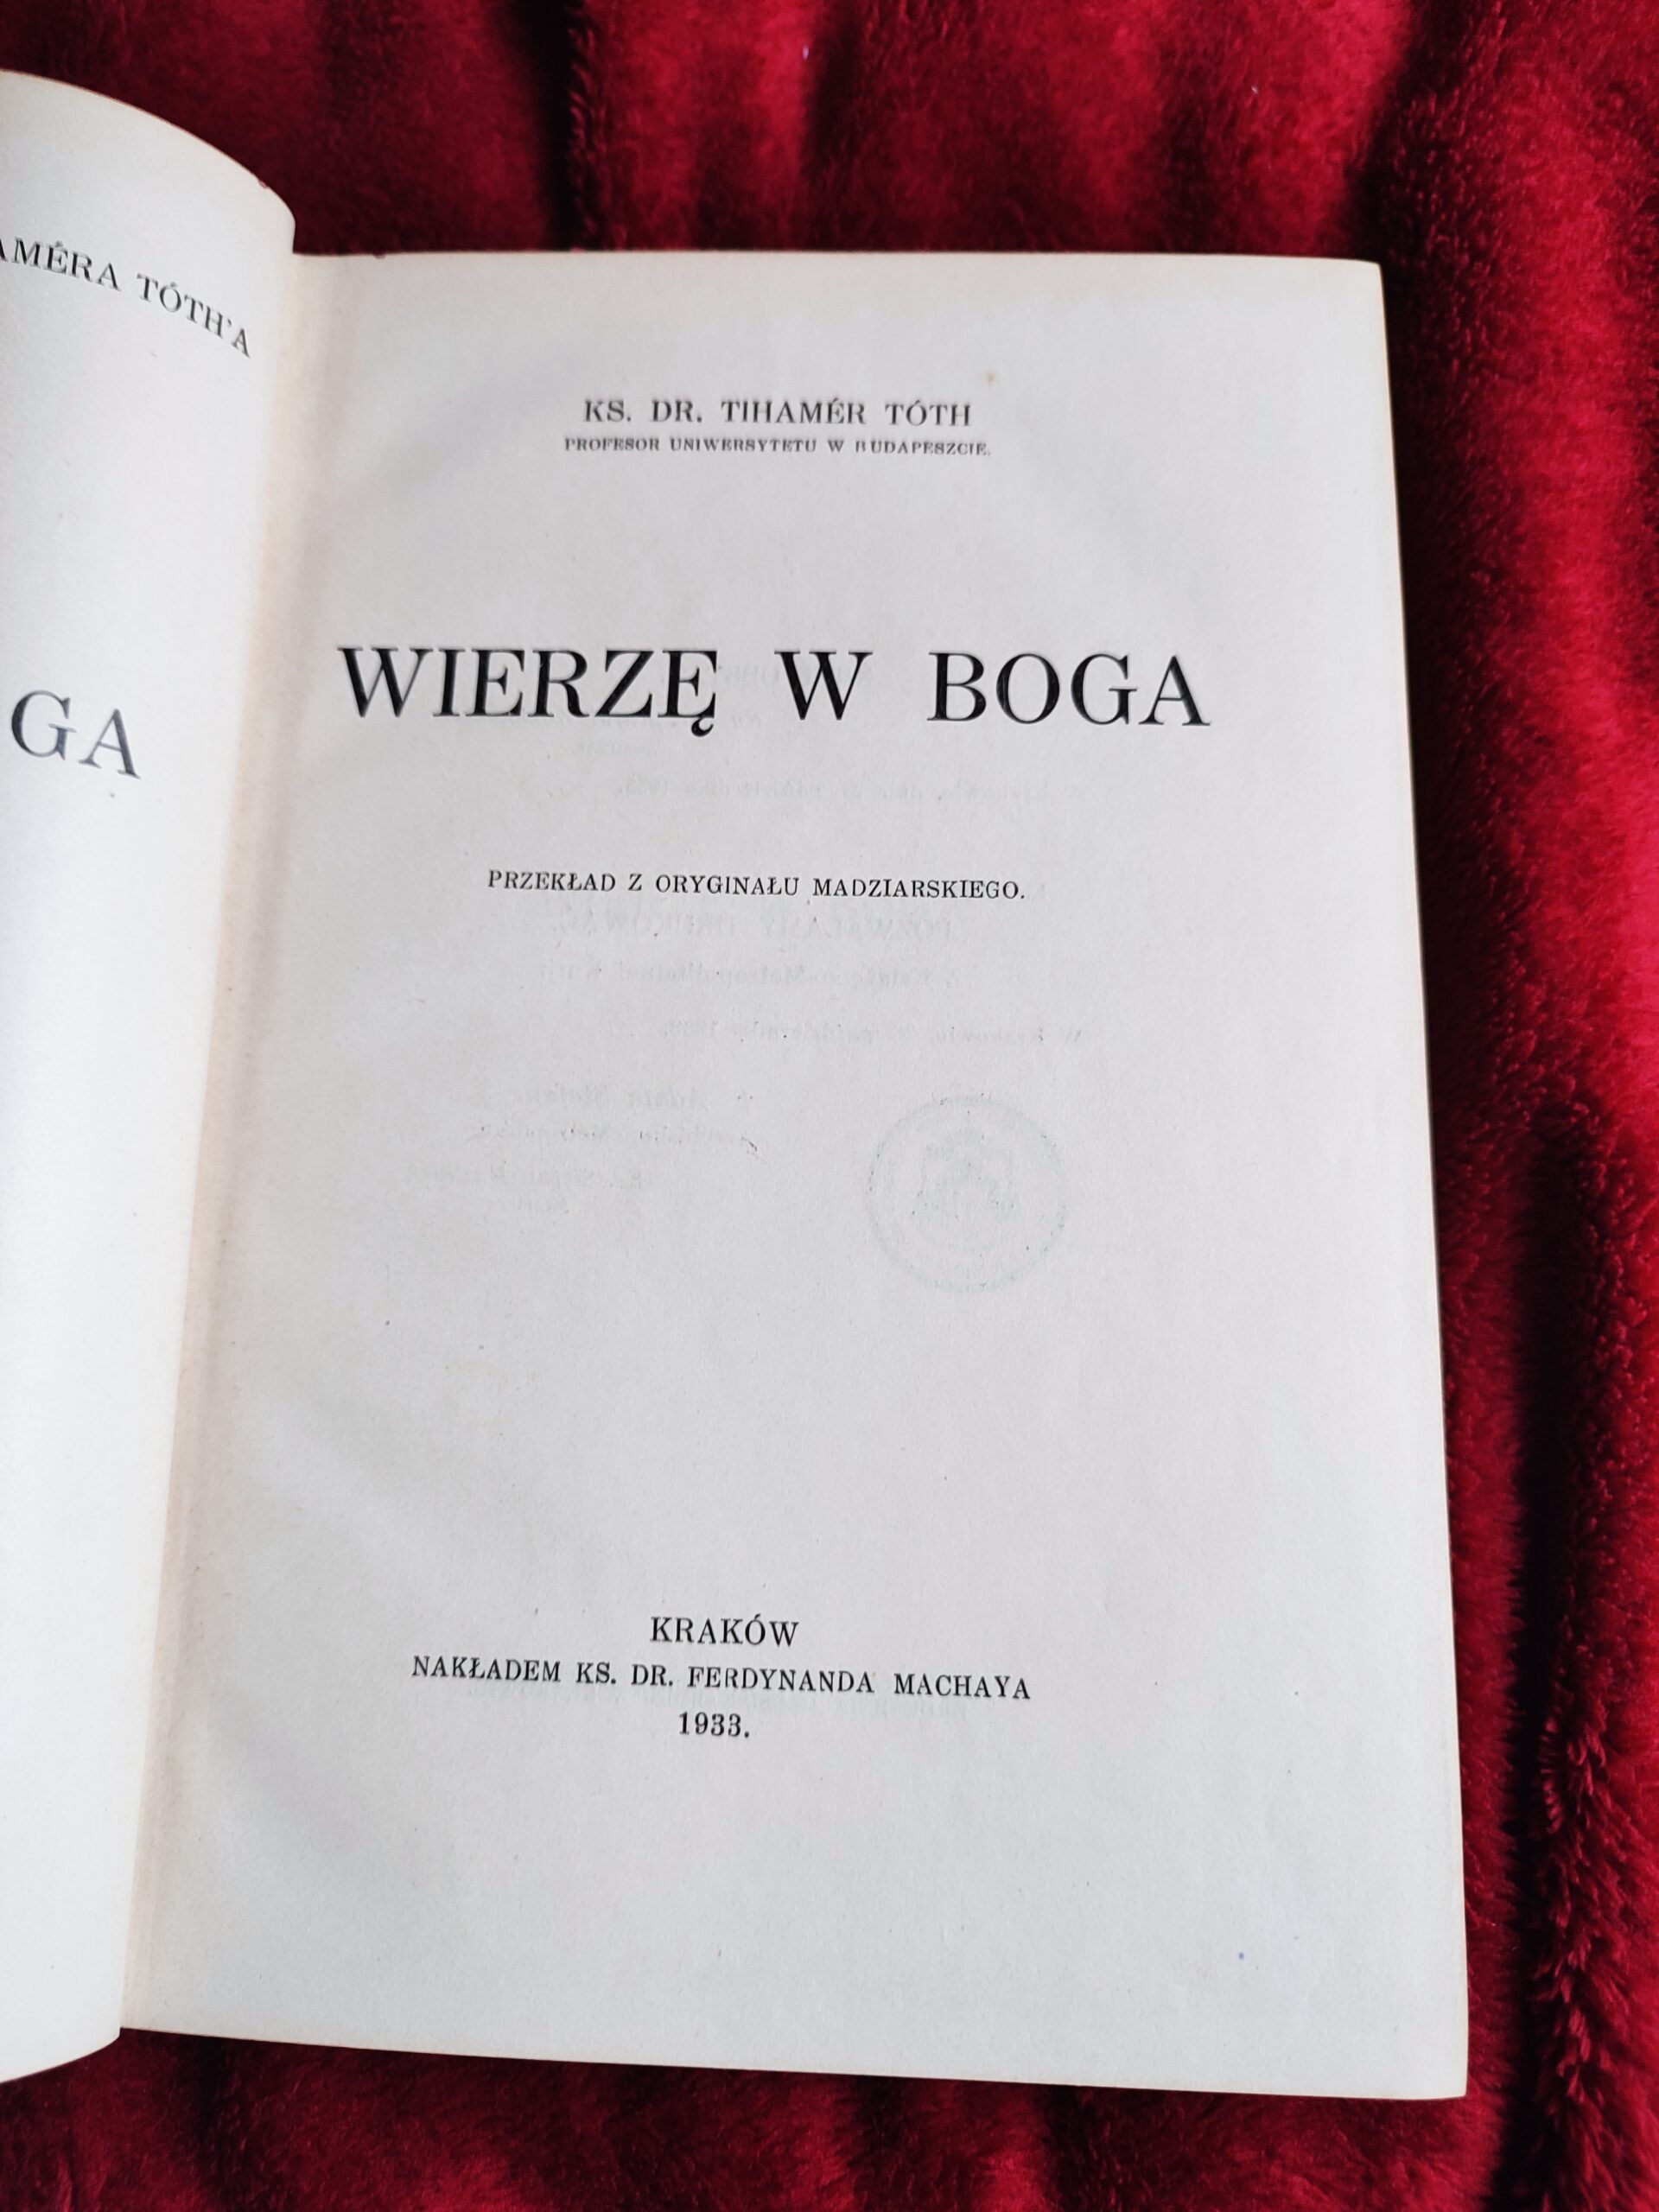 TÓTH'A
GA
KS. DR. TIHAMÉR TÓTH
PROFESOR UNIWERSYTETU W BUDAPESZCIE.
WIERZĘ W BOGA
PRZEKŁAD Z ORYGINAŁU MADZIARSKIEGO.
KRAKÓW
NAKŁADEM KS. DR. FERDYNANDA MACHAYA
1933.